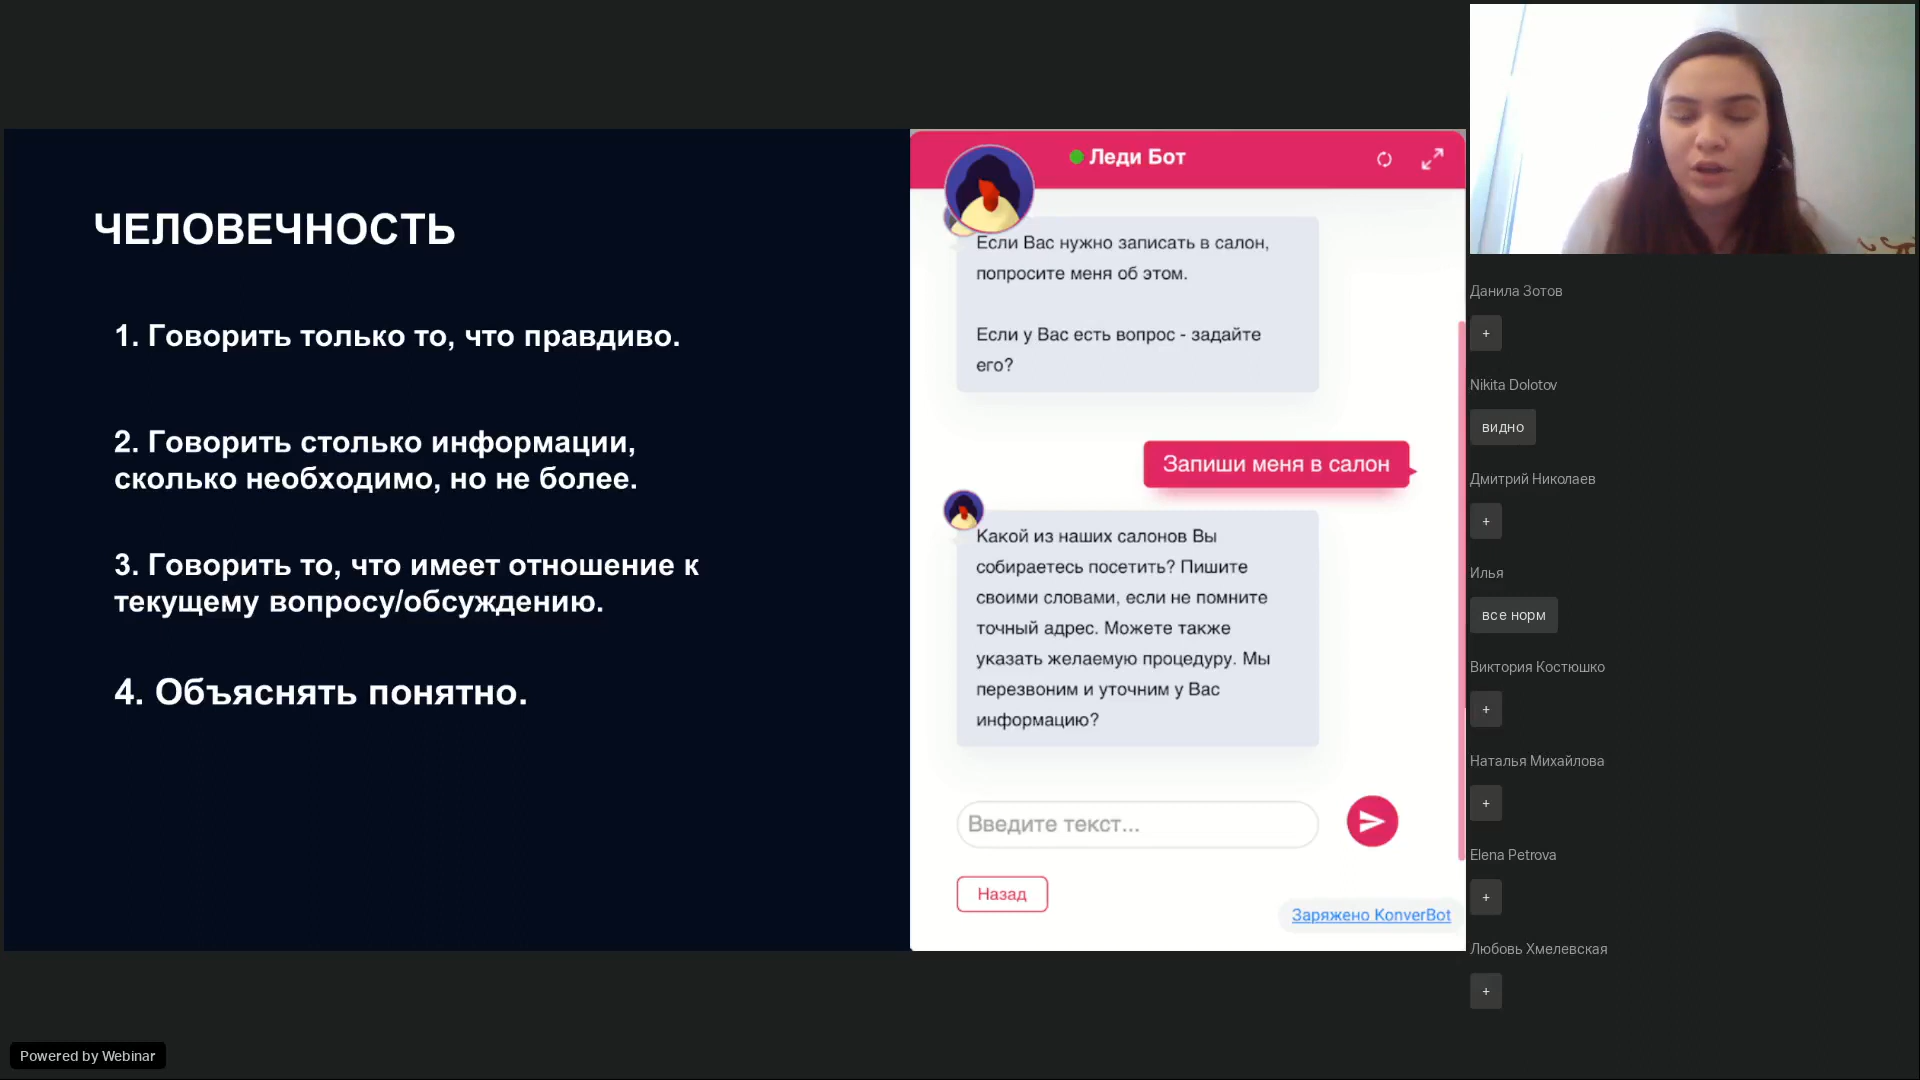 ЧЕЛОВЕЧНОСТЬ
1. Говорить только то, что правдиво.
2. Говорить столько информации,
сколько необходимо, но не более.
3. Говорить то, что имеет отношение к
текущему вопросу/обсуждению.
4. Объяснять понятно.
Леди Бот
Если Вас нужно записать в салон,
попросите меня об этом.
Если у Вас есть вопрос - задайте
его?
Запиши меня в салон
Какой из наших салонов Вы
собираетесь посетить? Пишите
своими словами, если не помните
точный адрес. Можете также
указать желаемую процедуру. Мы
перезвоним и уточним у Вас
информацию?
Введите текст...
Назад
Заряжено KonverBot
Данила Зотов
+
Nikita Dolotov
видно
Дмитрий Николаев
+
Илья
все норм
Виктория Костюшко
+
Наталья Михайлова
+
Elena Petrova
+
Любовь Хмелевская
+
Powered by Webinar